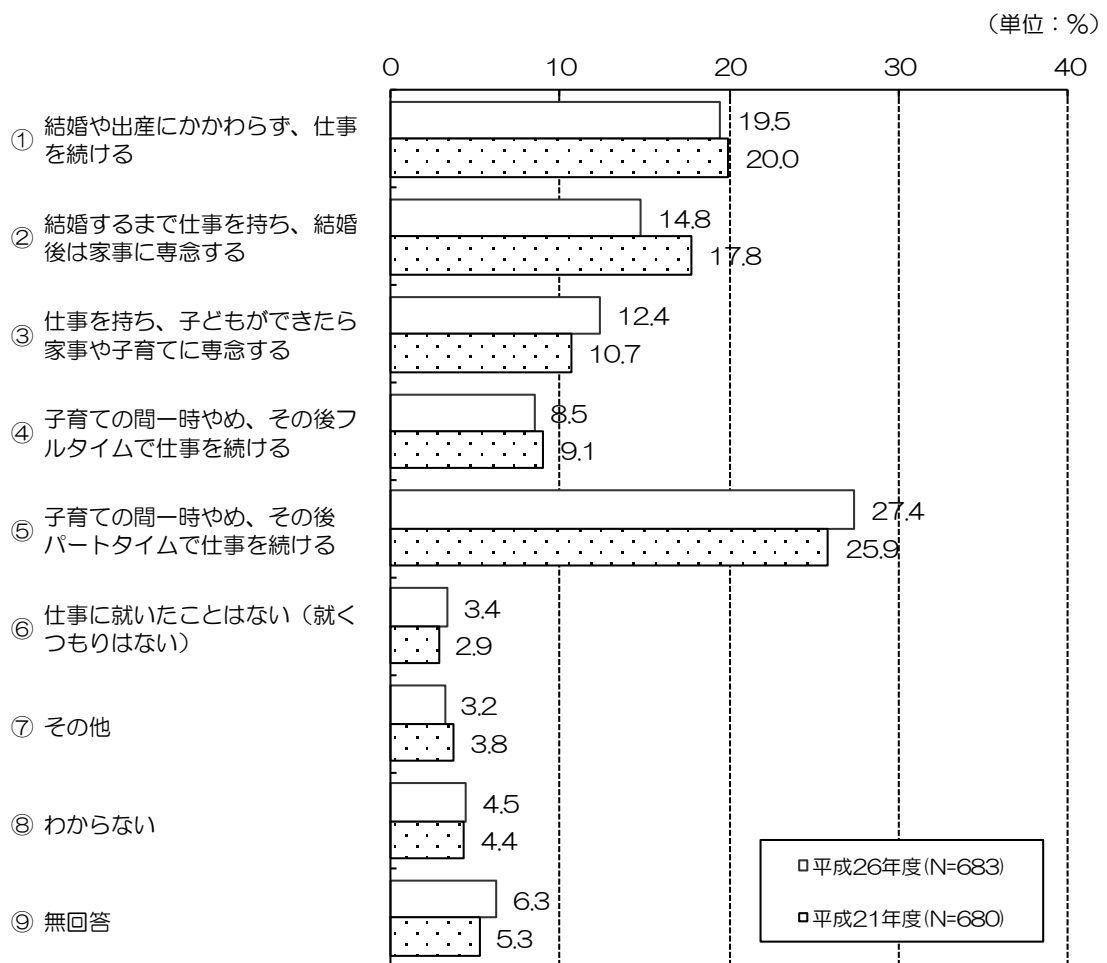 （単位：％）
0 10 20 30 40
① 結婚や出産にかかわらず、仕事
を続ける
19.5
20.0
② 結婚するまで仕事を持ち、結婚
後は家事に専念する
14.8
17.8
③ 仕事を持ち、子どもができたら
家事や子育てに専念する
12.4
10.7
④ 子育ての間一時やめ、その後フ
ルタイムで仕事を続ける
8.5
9.1
⑤ 子育ての間一時やめ、その後
パートタイムで仕事を続ける
27.4
25.9
⑥ 仕事に就いたことはない（就く
つもりはない）
3.4
2.9
⑦ その他
3.2
3.8
⑧ わからない
4.5
4.4
⑨ 無回答
6.3
5.3
平成26年度(N=683)
平成21年度(N=680)